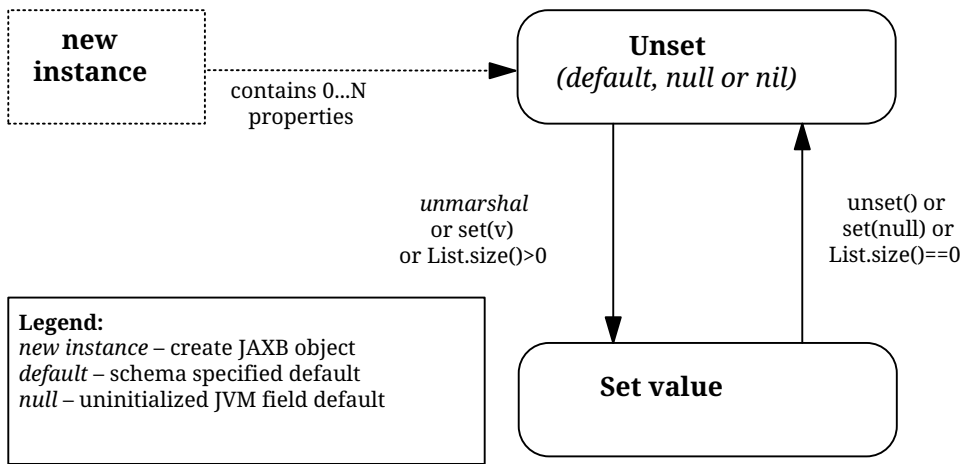 new
instance
contains 0...N
properties
Unset
(default, null or nil)
unmarshal
or set(v)
or List.size()>0
unset() or
set(null) or
List.size()==0
Legend:
new instance – create JAXB object
default – schema specified default
null – uninitialized JVM field default
Set value